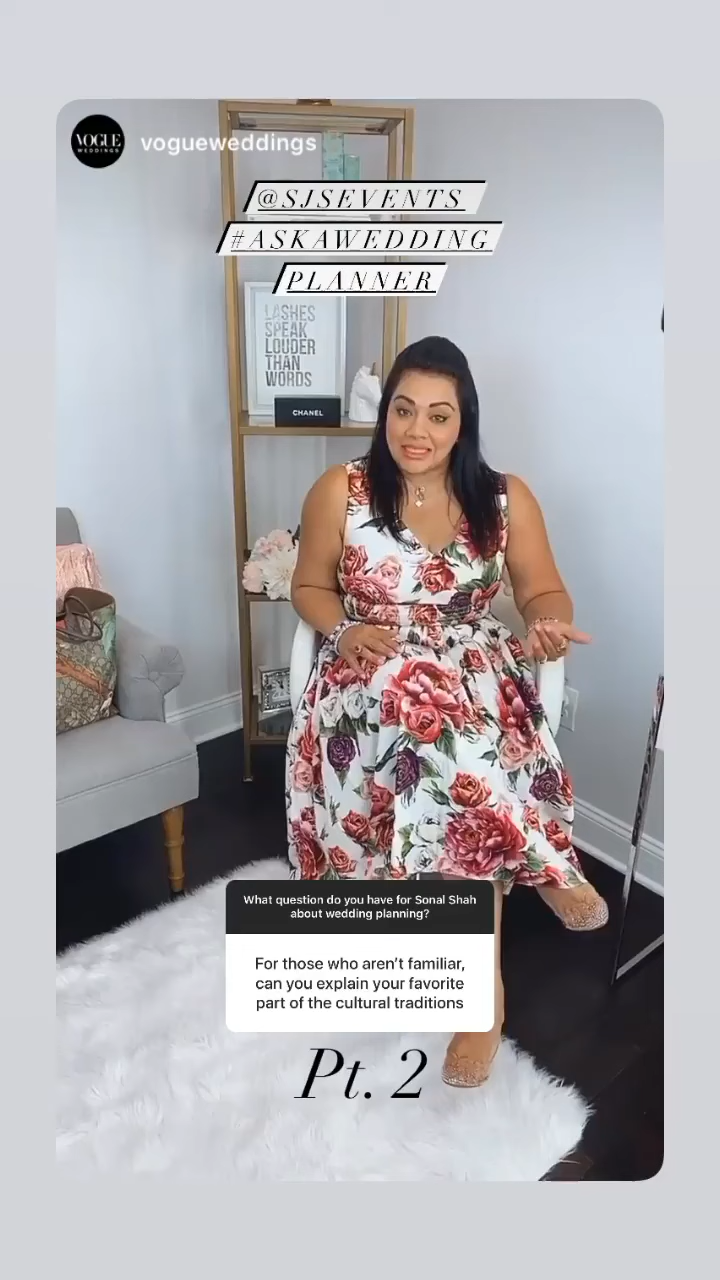 VOGUE
WEDDINGS
vogueweddings
@SJSEVENTS
#ASKAWEDDING
PLANNER
LASHES
SPEAK
LOUDER
THAN
WORDS
CHANEL
What question do you have for Sonal Shah
about wedding planning?
For those who aren't familiar,
can you explain your favorite
part of the cultural traditions
Pt. 2